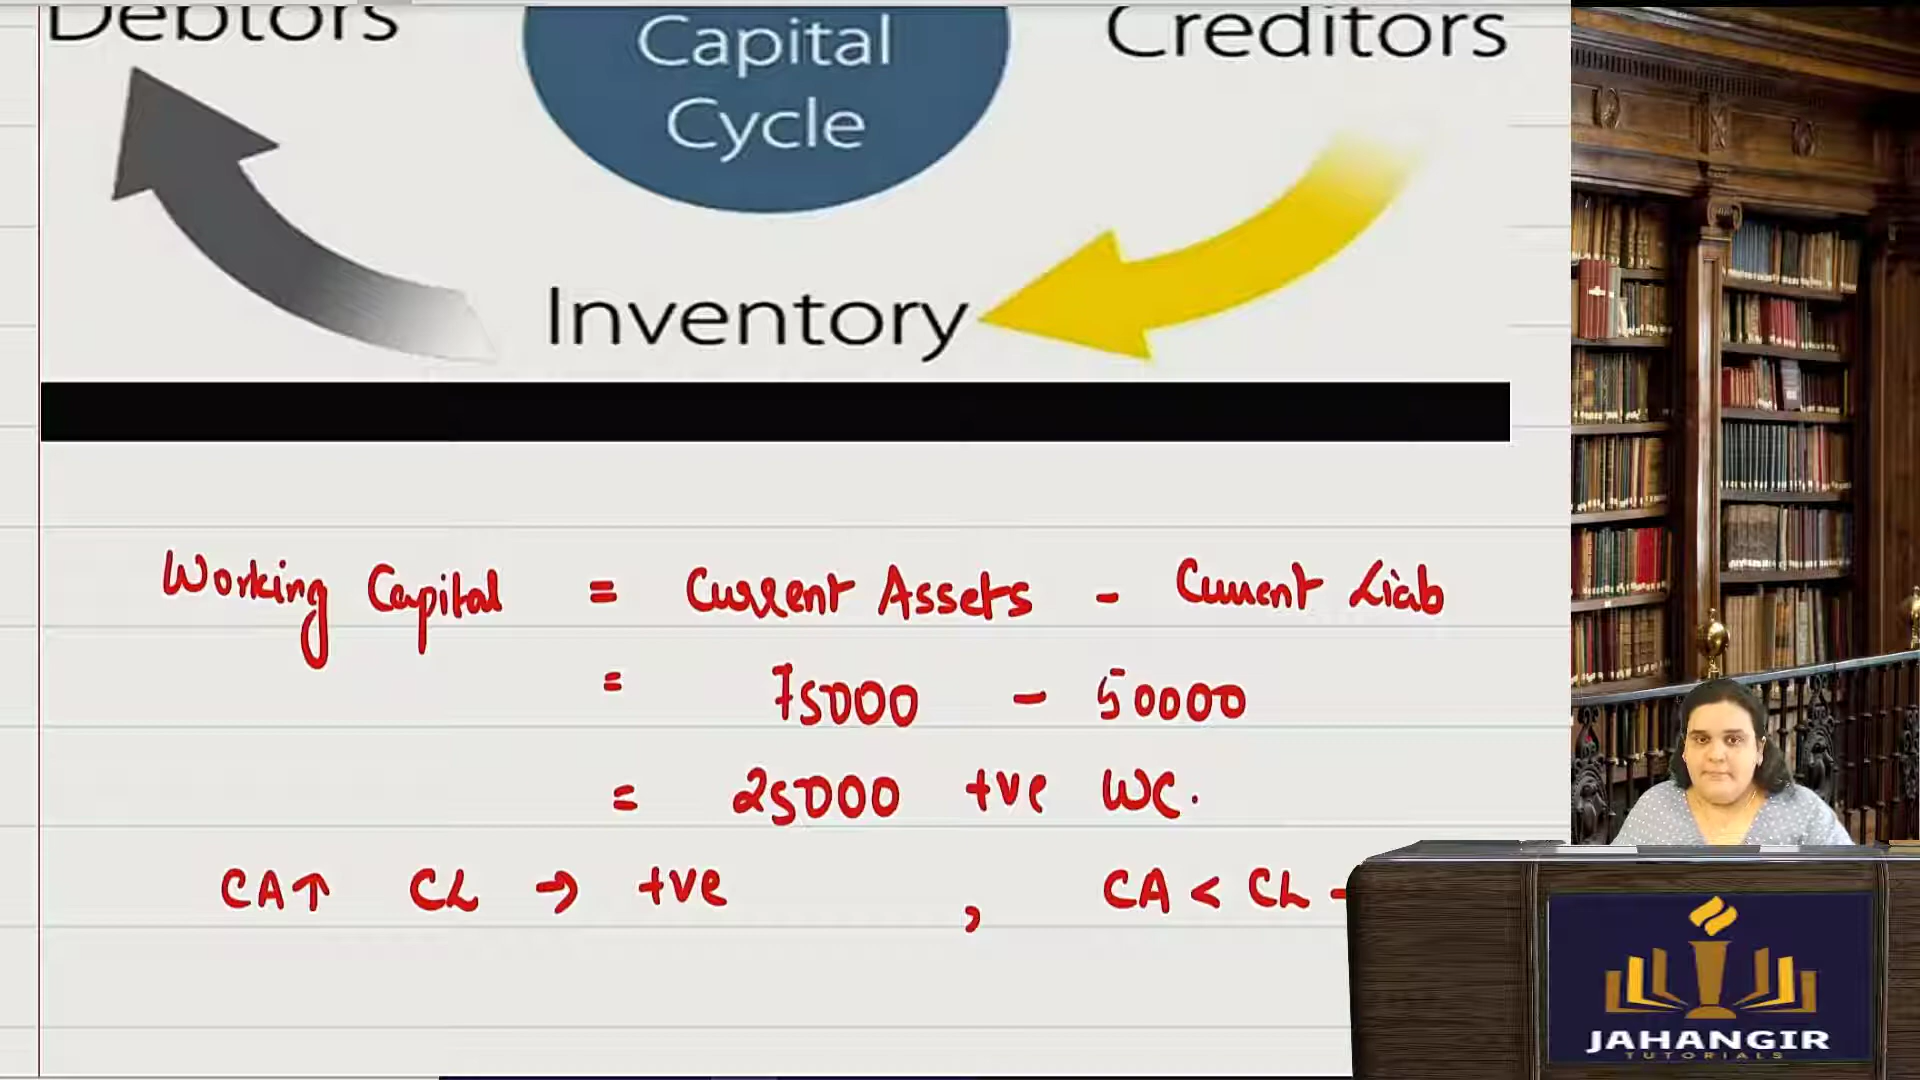 Debtors
Capital
Cycle
Creditors
Inventory
Working Capital = Current Assets - Current Liab
= 75000 - 50000
= 25000 +ve WC.
CA↑ CL → +ve , CA < CL -
JAHANGIR
TUTORIALS